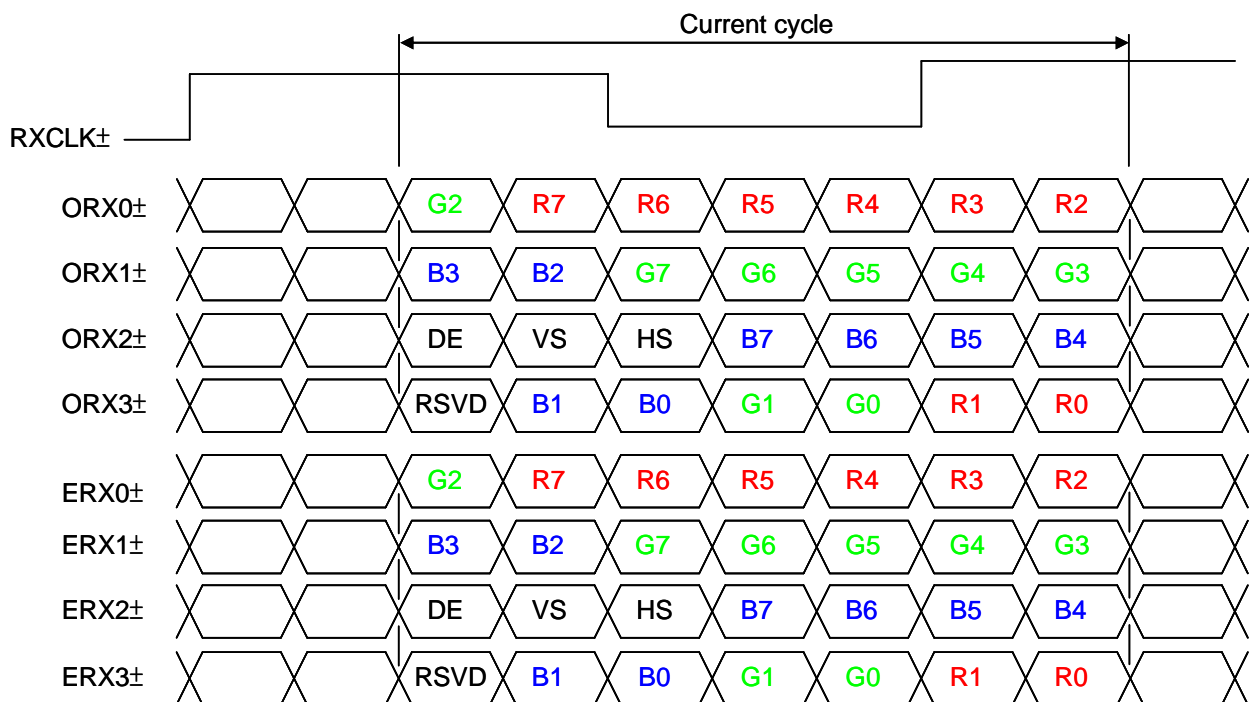 Current cycle
RXCLK±
ORX0± G2 R7 R6 R5 R4 R3 R2
ORX1± B3 B2 G7 G6 G5 G4 G3
ORX2± DE VS HS B7 B6 B5 B4
ORX3± RSVD B1 B0 G1 G0 R1 R0
ERX0± G2 R7 R6 R5 R4 R3 R2
ERX1± B3 B2 G7 G6 G5 G4 G3
ERX2± DE VS HS B7 B6 B5 B4
ERX3± RSVD B1 B0 G1 G0 R1 R0